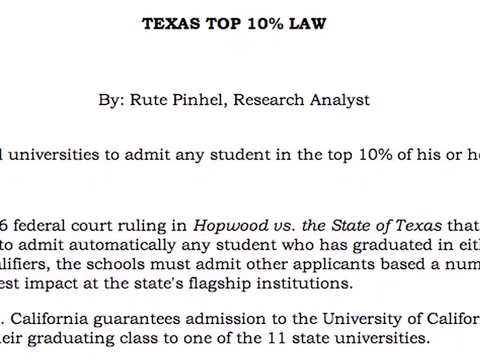 TEXAS TOP 10% LAW
By: Rute Pinhel, Research Analyst
universities to admit any student in the top 10% of his or
6 federal court ruling in Hopwood vs. the State of Texas that
to admit automatically any student who has graduated in
alifiers, the schools must admit other applicants based a
est impact at the state's flagship institutions.
. California guarantees admission to the University of
eir graduating class to one of the 11 state universities.